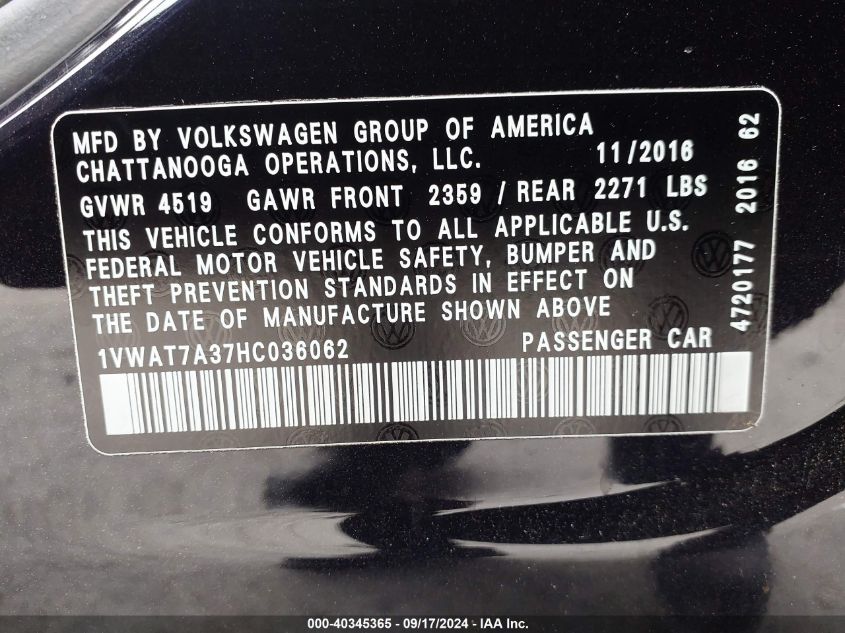 MFD BY VOLKSWAGEN GROUP OF AMERICA
CHATTANOOGA OPERATIONS, LLC. 11/2016
GVWR 4519 GAWR FRONT 2359 / REAR 2271 LBS
THIS VEHICLE CONFORMS TO ALL APPLICABLE U.S.
FEDERAL MOTOR VEHICLE SAFETY, BUMPER AND
THEFT PREVENTION STANDARDS IN EFFECT ON
THE DATE OF MANUFACTURE SHOWN ABOVE
1VWAT7A37HC036062 PASSENGER CAR
4720177 2016 62
000-40345365 - 09/17/2024 - IAA Inc.